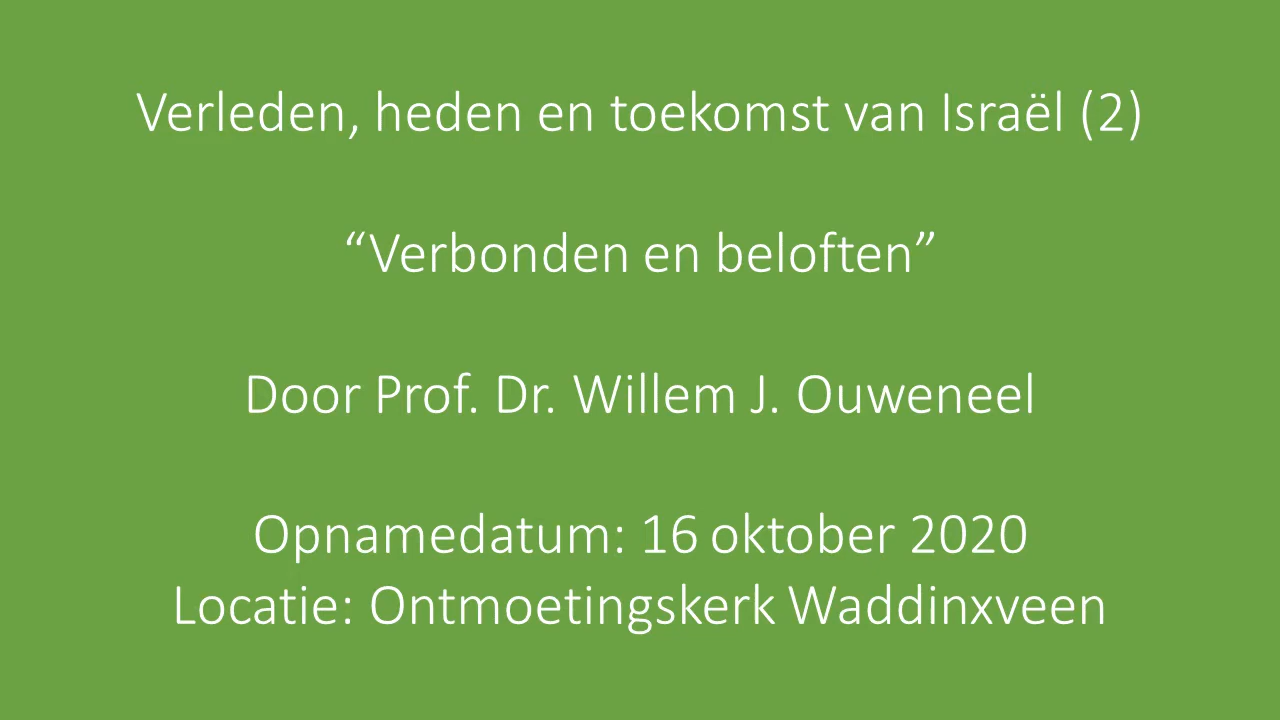 Verleden, heden en toekomst van Israël (2)
“Verbonden en beloften”
Door Prof. Dr. Willem J. Ouweneel
Opnamedatum: 16 oktober 2020
Locatie: Ontmoetingskerk Waddinxveen